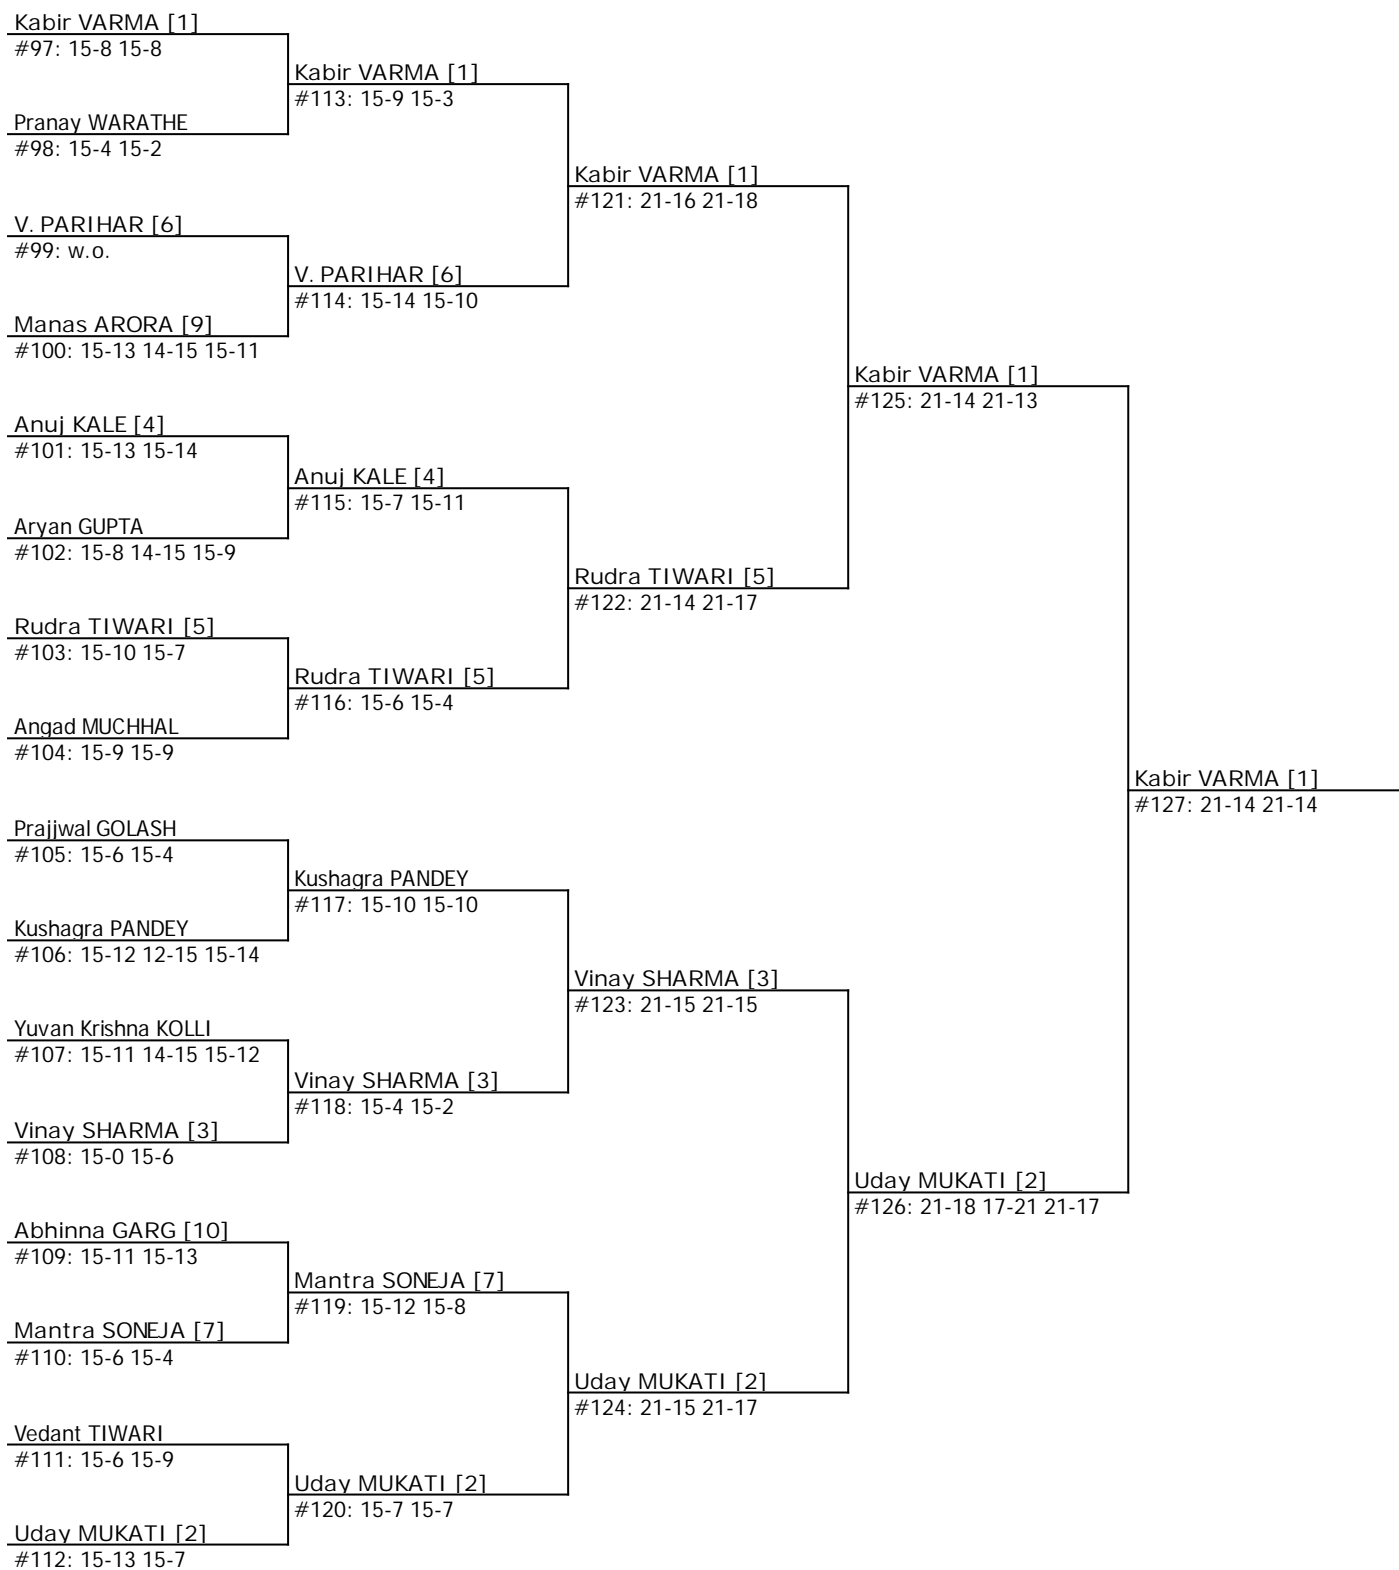 Kabir VARMA [1]
#97: 15-8 15-8
Kabir VARMA [1]
#113: 15-9 15-3
Pranay WARATHE
#98: 15-4 15-2
Kabir VARMA [1]
#121: 21-16 21-18
V. PARIHAR [6]
#99: w.o.
V. PARIHAR [6]
#114: 15-14 15-10
Manas ARORA [9]
#100: 15-13 14-15 15-11
Kabir VARMA [1]
#125: 21-14 21-13
Anuj KALE [4]
#101: 15-13 15-14
Anuj KALE [4]
#115: 15-7 15-11
Aryan GUPTA
#102: 15-8 14-15 15-9
Rudra TIWARI [5]
#122: 21-14 21-17
Rudra TIWARI [5]
#103: 15-10 15-7
Rudra TIWARI [5]
#116: 15-6 15-4
Angad MUCHHAL
#104: 15-9 15-9
Kabir VARMA [1]
#127: 21-14 21-14
Prajjwal GOLASH
#105: 15-6 15-4
Kushagra PANDEY
#117: 15-10 15-10
Kushagra PANDEY
#106: 15-12 12-15 15-14
Vinay SHARMA [3]
#123: 21-15 21-15
Yuvan Krishna KOLLI
#107: 15-11 14-15 15-12
Vinay SHARMA [3]
#118: 15-4 15-2
Vinay SHARMA [3]
#108: 15-0 15-6
Uday MUKATI [2]
#126: 21-18 17-21 21-17
Abhinna GARG [10]
#109: 15-11 15-13
Mantra SONEJA [7]
#119: 15-12 15-8
Mantra SONEJA [7]
#110: 15-6 15-4
Uday MUKATI [2]
#124: 21-15 21-17
Vedant TIWARI
#111: 15-6 15-9
Uday MUKATI [2]
#120: 15-7 15-7
Uday MUKATI [2]
#112: 15-13 15-7